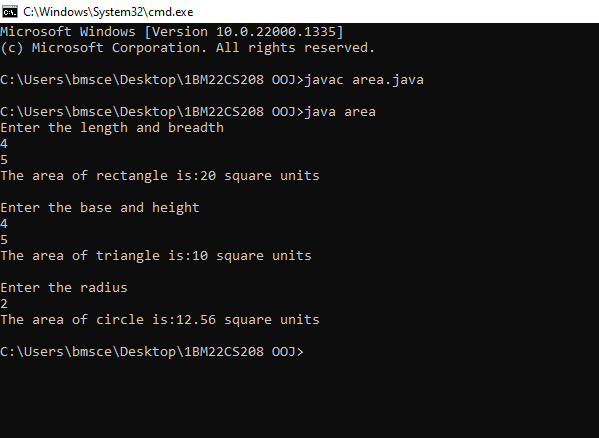 C:\Windows\System32\cmd.exe
Microsoft Windows [Version 10.0.22000.1335]
(c) Microsoft Corporation. All rights reserved.
C:\Users\bmsce\Desktop\1BM22CS208 OOJ>javac area.java
C:\Users\bmsce\Desktop\1BM22CS208 OOJ>java area
Enter the length and breadth
4
5
The area of rectangle is:20 square units
Enter the base and height
4
5
The area of triangle is:10 square units
Enter the radius
2
The area of circle is:12.56 square units
C:\Users\bmsce\Desktop\1BM22CS208 OOJ>